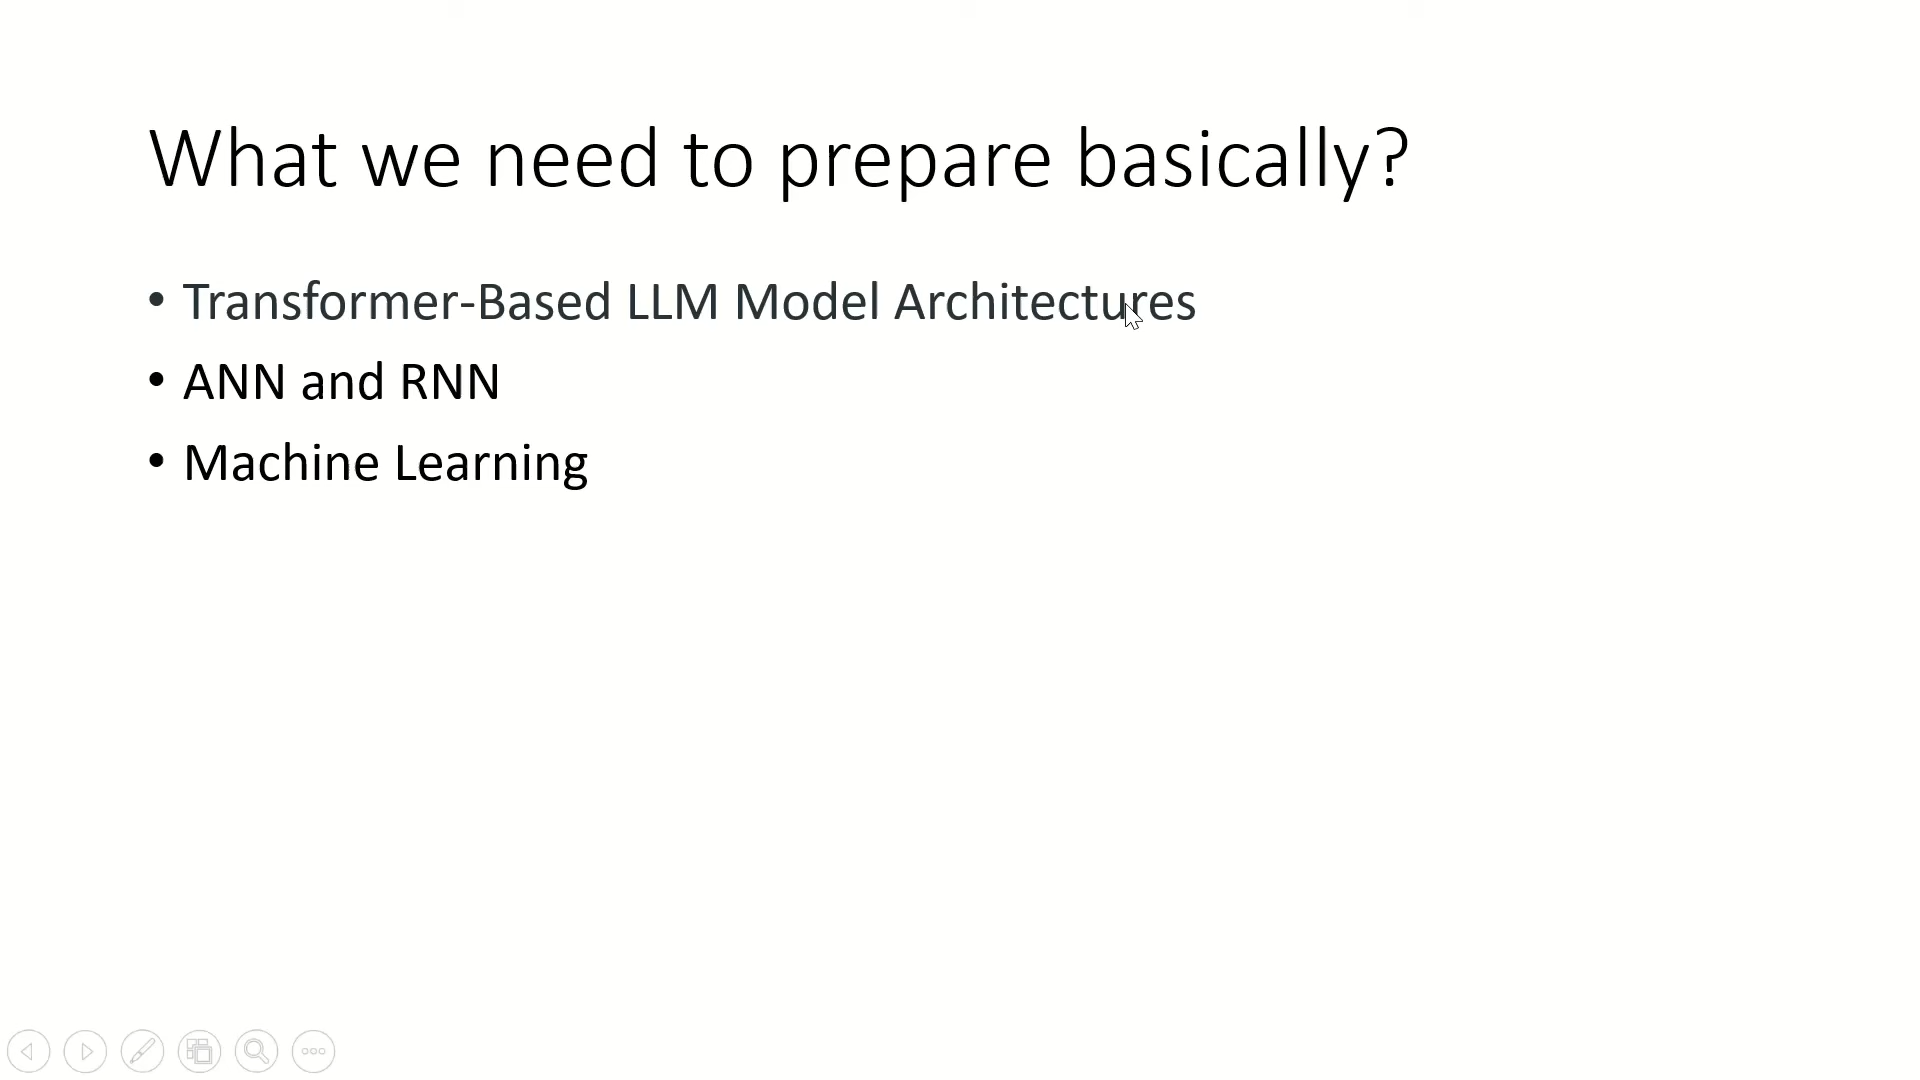 What we need to prepare basically?
• Transformer-Based LLM Model Architectures
• ANN and RNN
• Machine Learning